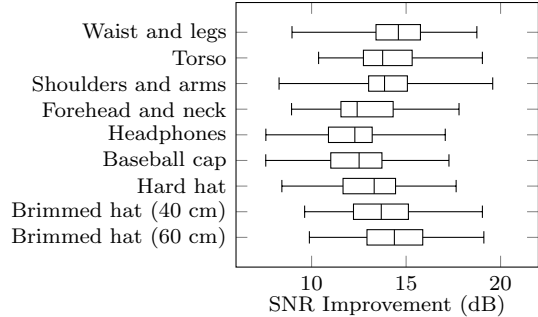 Waist and legs
Torso
Shoulders and arms
Forehead and neck
Headphones
Baseball cap
Hard hat
Brimmed hat (40 cm)
Brimmed hat (60 cm)
10 15 20
SNR Improvement (dB)